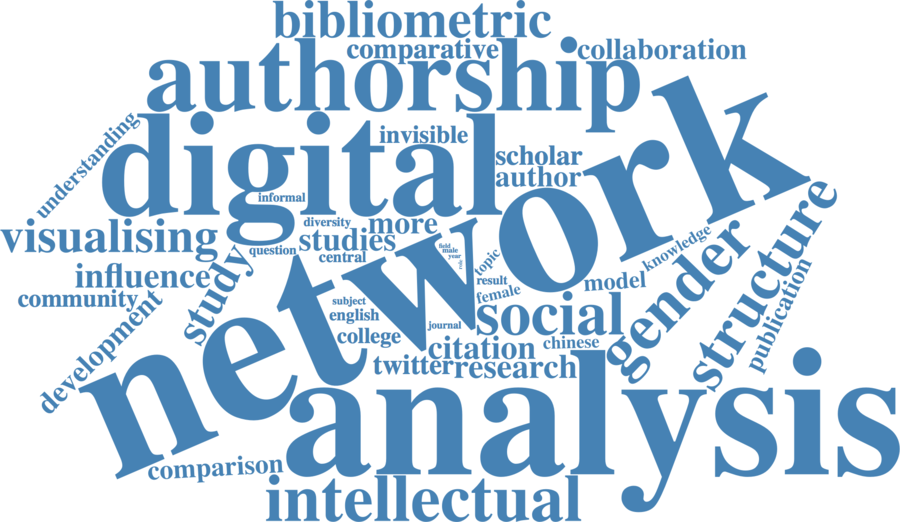 bibliometric
comparative
collaboration
authorship
network
digital
understanding
invisible
scholar
author
informal
diversity
more
visualising
question
studies
central
field
male
year
topic
knowledge
structure
gender
influence
study
community
result
model
female
subject
english
social
development
journal
college
citation
chinese
publication
twitter
research
analysis
comparison
intellectual